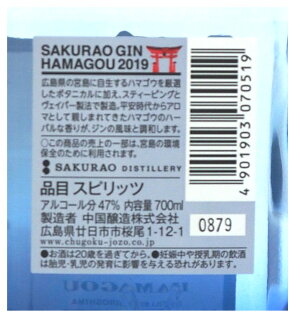 SAKURAO GIN
HAMAGOU 2019
広島県の宮島に自生するハマゴウを厳選
したボタニカルに加え、スティーピングと
ヴェイパー製法で製造。平安時代からアロ
マとして親しまれてきたハマゴウのハー
バルな香りが、ジンの風味と調和します。
○この商品の売上の一部は、宮島の環境
保全のために利用されます。
SAKURAO DISTILLERY
品目 スピリッツ
アルコール分 47% 内容量 700ml
製造者 中国醸造株式会社
広島県廿日市市桜尾1-12-1
www.chugoku-jozo.co.jp
●お酒は20歳を過ぎてから。●妊娠中や授乳期の飲酒
は胎児・乳児の発育に影響を与える恐れがあります。
4 901903 070519
0879
HAMAGOU